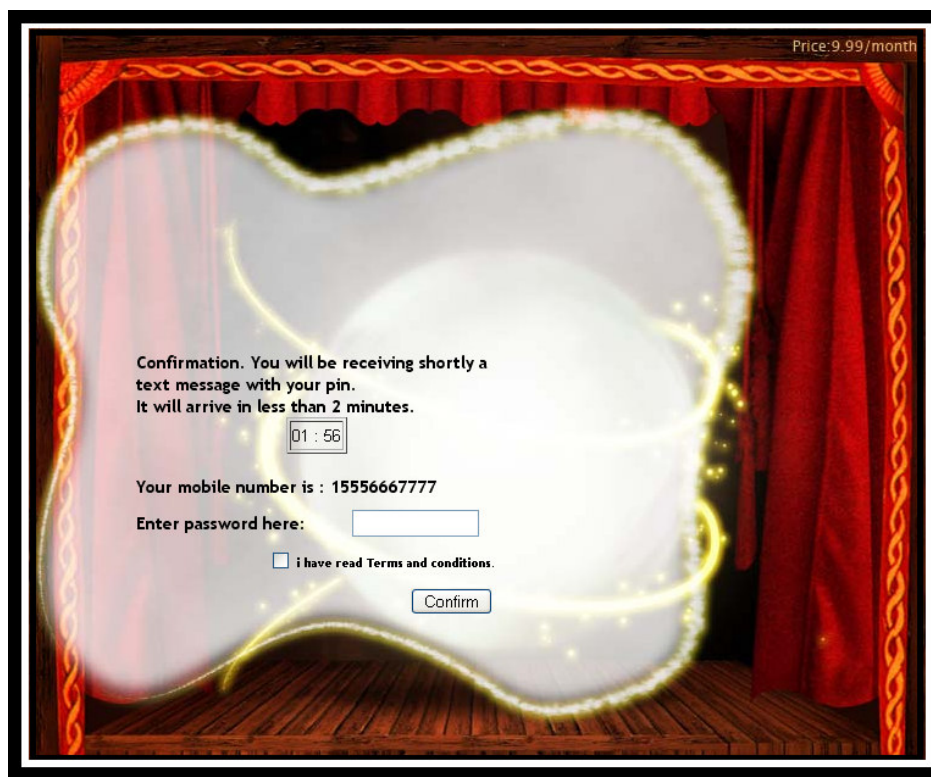 Price:9.99/month
Confirmation. You will be receiving shortly a
text message with your pin.
It will arrive in less than 2 minutes.
01 : 56
Your mobile number is : 15556667777
Enter password here:
i have read Terms and conditions.
Confirm